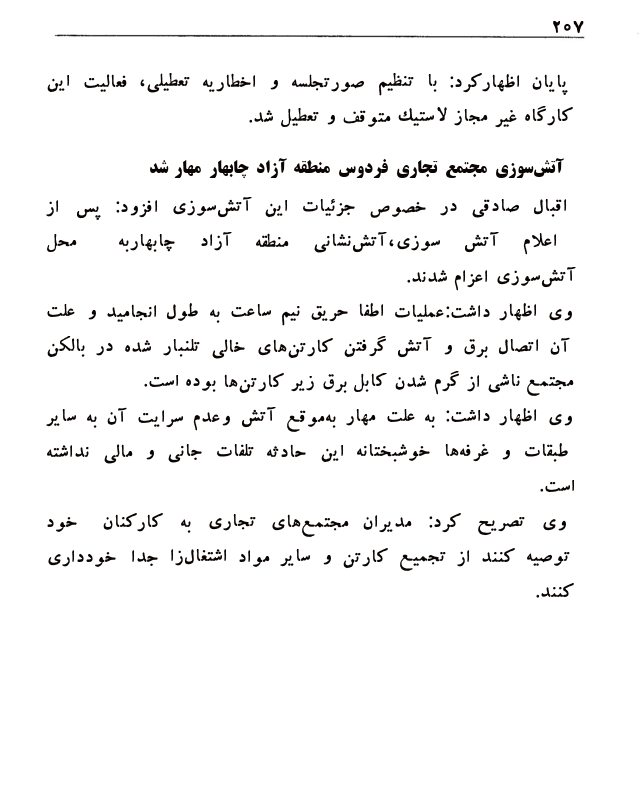 ۲۰۷
پایان اظهارکرد: با تنظیم صورتجلسه و اخطاریه تعطیلی، فعالیت این
کارگاه غیر مجاز لاستیك متوقف و تعطیل شد.
آتش‌سوزی مجتمع تجاری فردوس منطقه آزاد چابهار مهار شد
اقبال صادقی در خصوص جزئیات این آتش‌سوزی افزود: پس از
اعلام آتش سوزی،آتش‌نشانی منطقه آزاد چابهاربه محل
آتش‌سوزی اعزام شدند.
وی اظهار داشت:عملیات اطفا حریق نیم ساعت به طول انجامید و علت
آن اتصال برق و آتش گرفتن کارتن‌های خالی تلنبار شده در بالکن
مجتمع ناشی از گرم شدن کابل برق زیر کارتن‌ها بوده است.
وی اظهار داشت: به علت مهار به‌موقع آتش وعدم سرایت آن به سایر
طبقات و غرفه‌ها خوشبختانه این حادثه تلفات جانی و مالی نداشته
است.
وی تصریح کرد: مدیران مجتمع‌های تجاری به کارکنان خود
توصیه کنند از تجمیع کارتن و سایر مواد اشتغال‌زا جدا خودداری
کنند.